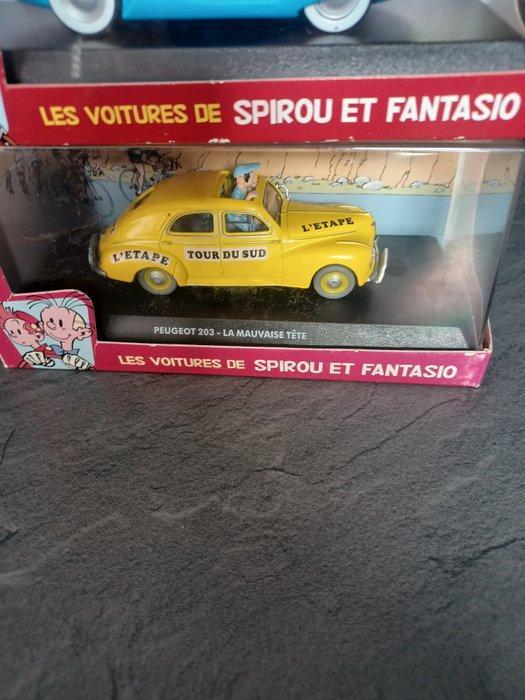 LES VOITURES DE SPIROU ET FANTASIO
L'ETAPE
L'ETAPE TOUR DU SUD
PEUGEOT 203 - LA MAUVAISE TÊTE
LES VOITURES DE SPIROU ET FANTASIO